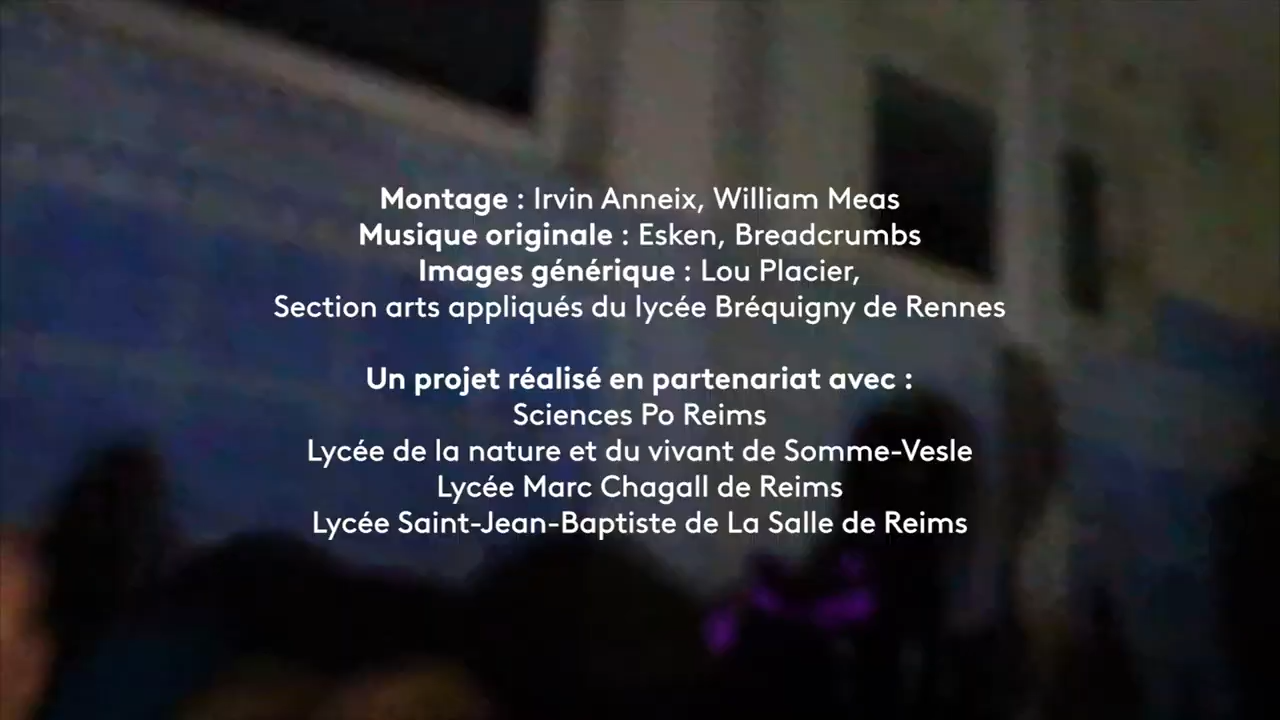 Montage : Irvin Anneix, William Meas
Musique originale : Esken, Breadcrumbs
Images générique : Lou Placier,
Section arts appliqués du lycée Bréquigny de Rennes
Un projet réalisé en partenariat avec :
Sciences Po Reims
Lycée de la nature et du vivant de Somme-Vesle
Lycée Marc Chagall de Reims
Lycée Saint-Jean-Baptiste de La Salle de Reims